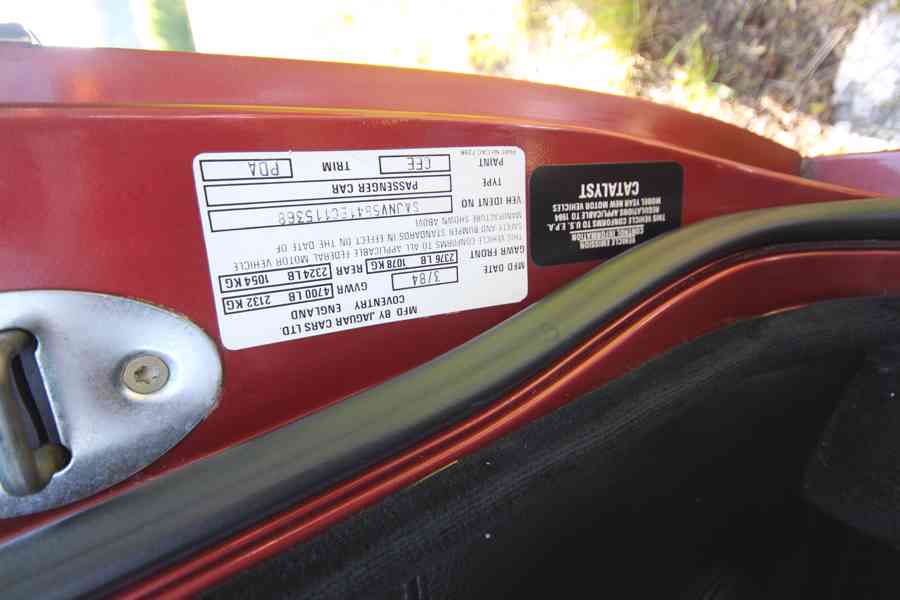 MFD BY JAGUAR CARS LTD.
COVENTRY ENGLAND
MFD DATE 3/84 GVWR 4700 LB 2132 KG
GAWR FRONT 2376 LB 1078 KG REAR 2324 LB 1054 KG
THIS VEHICLE CONFORMS TO ALL APPLICABLE FEDERAL MOTOR VEHICLE
SAFETY AND BUMPER STANDARDS IN EFFECT ON THE DATE OF
MANUFACTURE SHOWN ABOVE
VEH IDENT NO
TYPE PASSENGER CAR
PAINT CEE TRIM PDA
VEHICLE EMISSION
CONTROL INFORMATION
THIS VEHICLE CONFORMS TO U.S. E.P.A.
REGULATIONS APPLICABLE TO 1984
MODEL YEAR NEW MOTOR VEHICLES
CATALYST